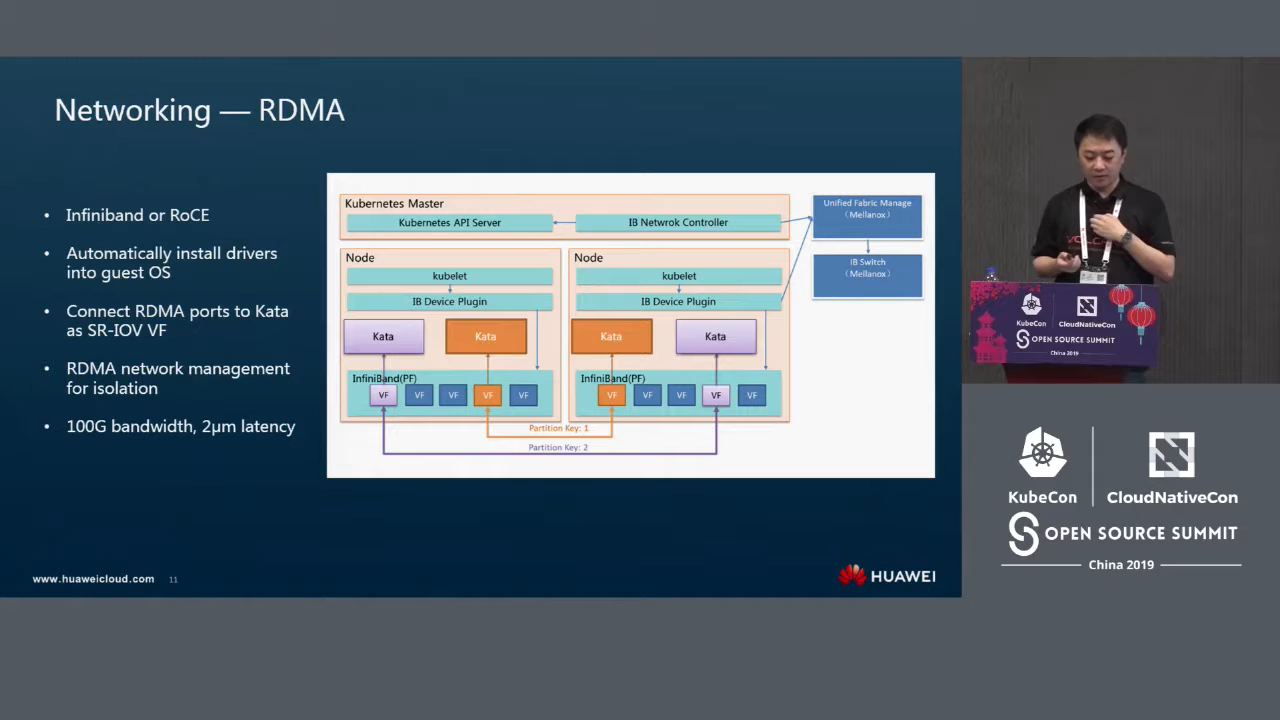 Networking — RDMA
• Infiniband or RoCE
• Automatically install drivers
into guest OS
• Connect RDMA ports to Kata
as SR-IOV VF
• RDMA network management
for isolation
• 100G bandwidth, 2μm latency
Kubernetes Master
Kubernetes API Server
IB Netwrok Controller
Unified Fabric Manage
(Mellanox)
IB Switch
(Mellanox)
Node
kubelet
IB Device Plugin
Kata
Kata
InfiniBand(PF)
VF
VF
VF
VF
VF
Node
kubelet
IB Device Plugin
Kata
Kata
InfiniBand(PF)
VF
VF
VF
VF
VF
Partition Key: 1
Partition Key: 2
www.huaweicloud.com
11
HUAWEI
KubeCon
CloudNativeCon
OPEN SOURCE SUMMIT
China 2019
KubeCon
CloudNativeCon
OPEN SOURCE SUMMIT
China 2019